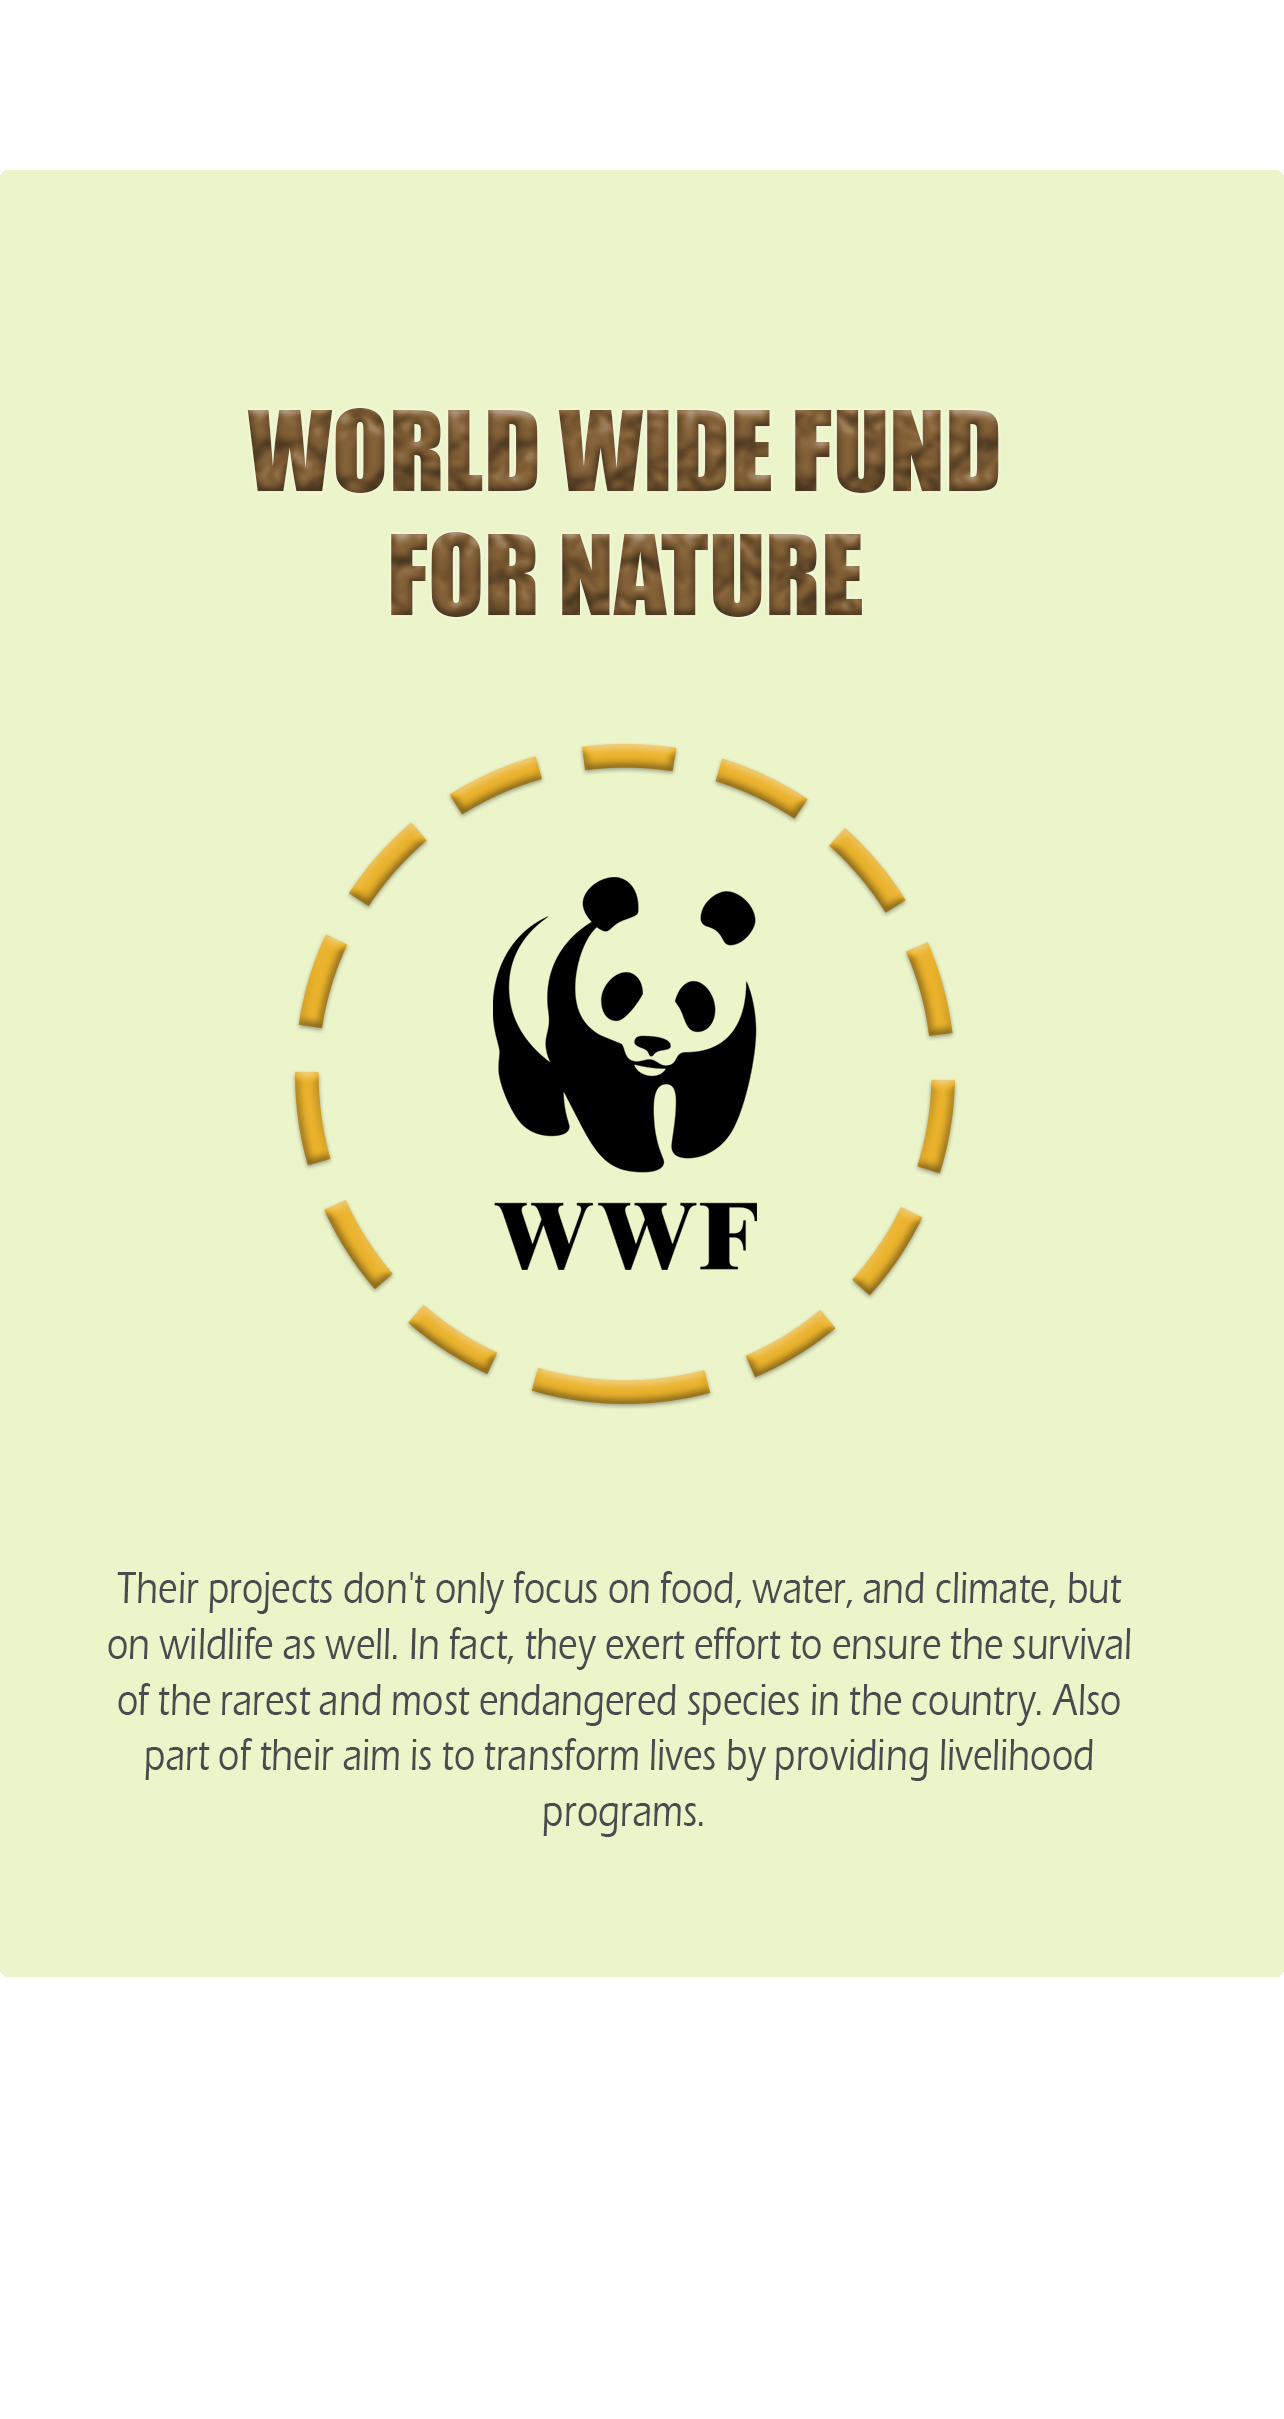 WORLD WIDE FUND
FOR NATURE
WWF
Their projects don't only focus on food, water, and climate, but
on wildlife as well. In fact, they exert effort to ensure the survival
of the rarest and most endangered species in the country. Also
part of their aim is to transform lives by providing livelihood
programs.